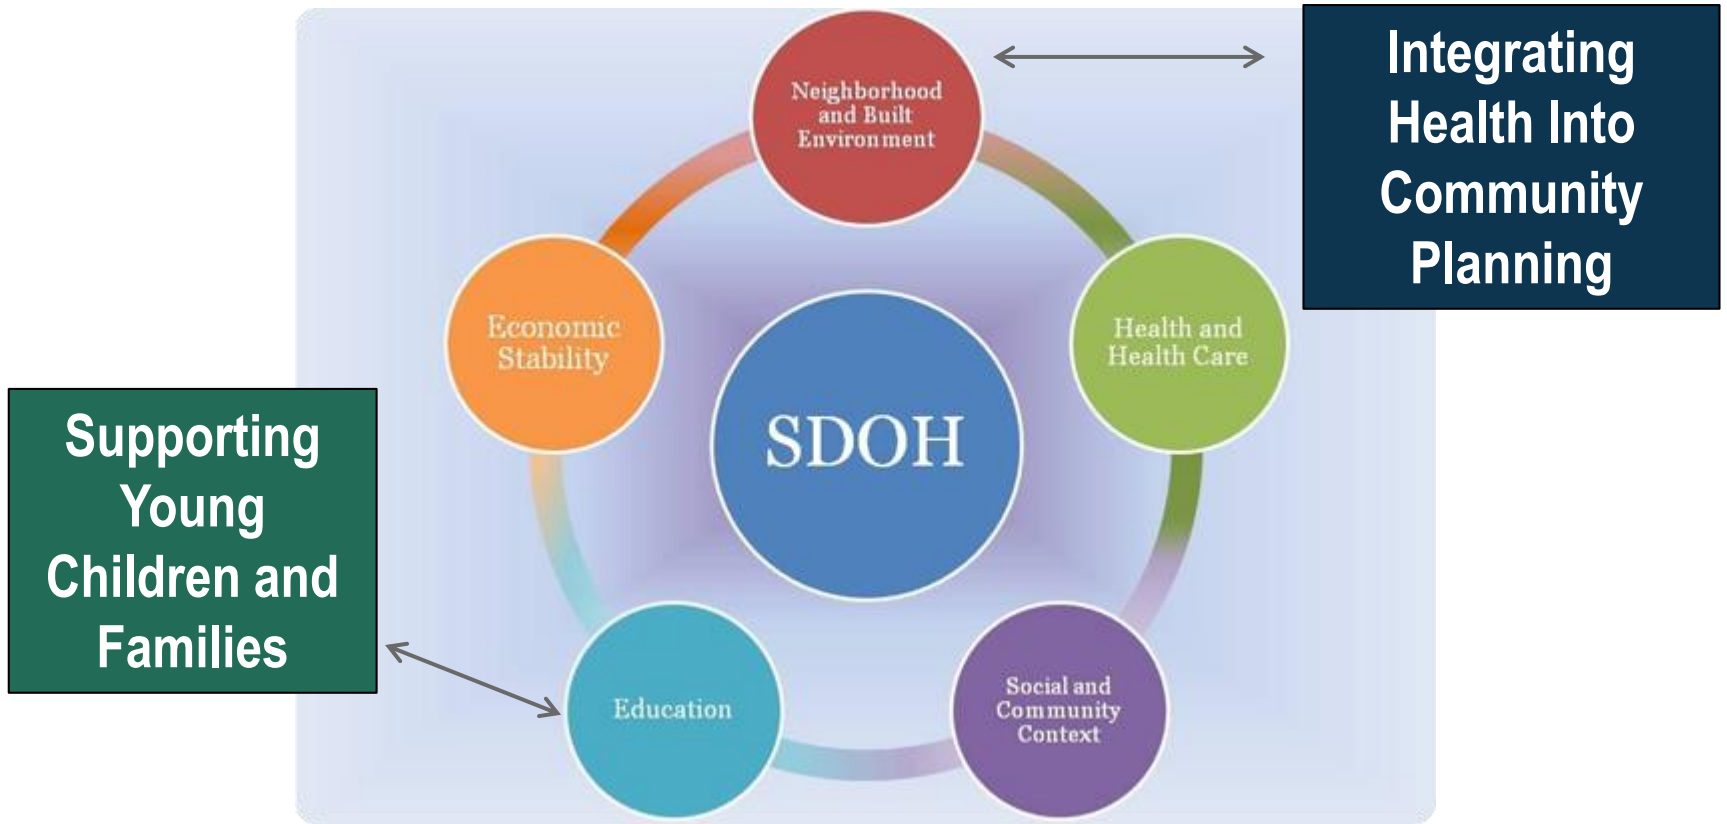 Integrating
Health Into
Community
Planning
Neighborhood
and Built
Environment
Economic
Stability
Health and
Health Care
SDOH
Supporting
Young
Children and
Families
Education
Social and
Community
Context